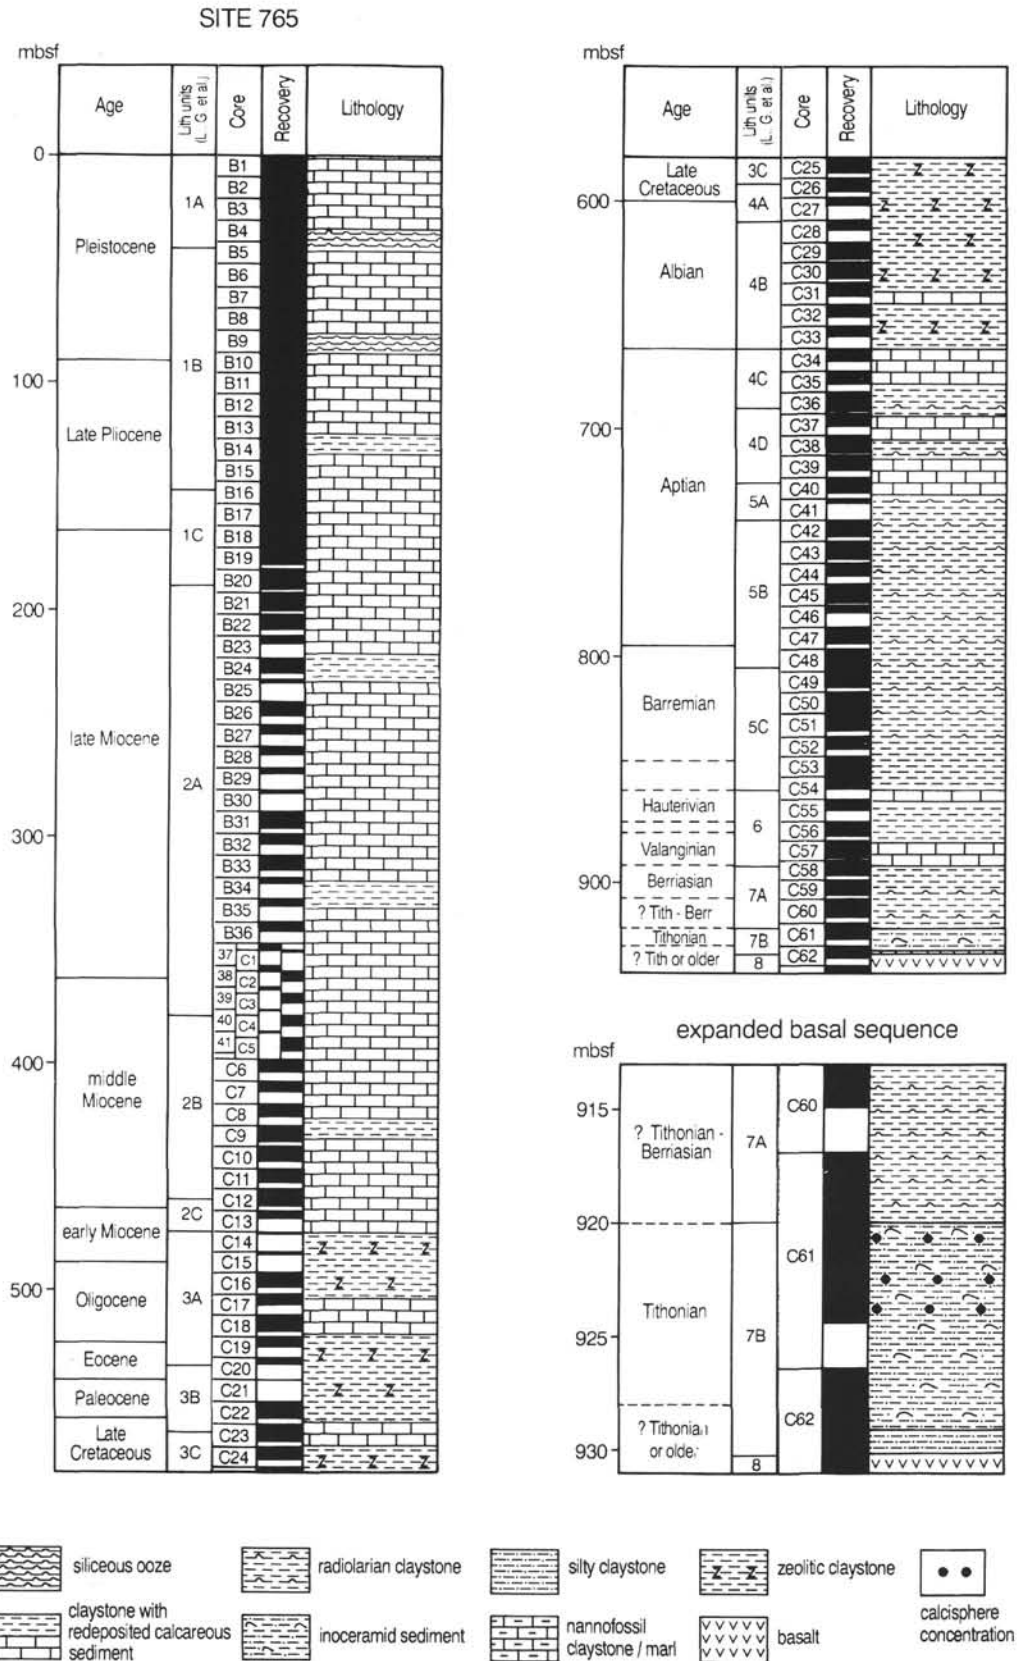 SITE 765
mbsf
Age
Lith units (L. G. et al.)
Core
Recovery
Lithology
0
100
200
300
400
500
Pleistocene
Late Pliocene
late Miocene
middle
Miocene
early Miocene
Oligocene
Eocene
Paleocene
Late
Cretaceous
1A
1B
1C
2A
2B
2C
3A
3B
3C
B1
B2
B3
B4
B5
B6
B7
B8
B9
B10
B11
B12
B13
B14
B15
B16
B17
B18
B19
B20
B21
B22
B23
B24
B25
B26
B27
B28
B29
B30
B31
B32
B33
B34
B35
B36
37 C1
38 C2
39 C3
40 C4
41 C5
C6
C7
C8
C9
C10
C11
C12
C13
C14
C15
C16
C17
C18
C19
C20
C21
C22
C23
C24
mbsf
Age
Lith units (L. G. et al.)
Core
Recovery
Lithology
600
700
800
900
Late
Cretaceous
Albian
Aptian
Barremian
Hauterivian
Valanginian
Berriasian
? Tith - Berr
Tithonian
? Tith or older
3C
4A
4B
4C
4D
5A
5B
5C
6
7A
7B
8
C25
C26
C27
C28
C29
C30
C31
C32
C33
C34
C35
C36
C37
C38
C39
C40
C41
C42
C43
C44
C45
C46
C47
C48
C49
C50
C51
C52
C53
C54
C55
C56
C57
C58
C59
C60
C61
C62
expanded basal sequence
mbsf
915
920
925
930
? Tithonian -
Berriasian
Tithonian
? Tithonian
or older
7A
7B
8
C60
C61
C62
siliceous ooze
radiolarian claystone
silty claystone
zeolitic claystone
calcisphere
concentration
claystone with
redeposited calcareous
sediment
inoceramid sediment
nannofossil
claystone / marl
basalt